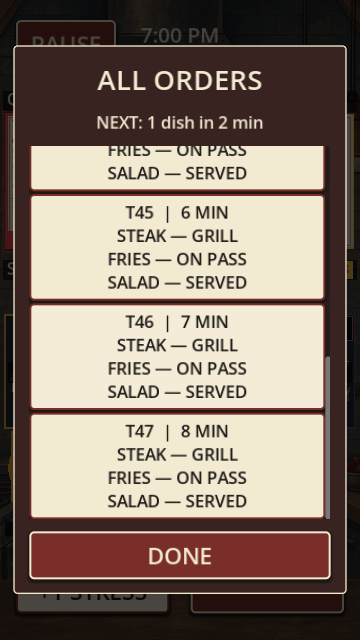 PAUSE
7:00 PM
ALL ORDERS
NEXT: 1 dish in 2 min
FRIES — ON PASS
SALAD — SERVED
T45 | 6 MIN
STEAK — GRILL
FRIES — ON PASS
SALAD — SERVED
T46 | 7 MIN
STEAK — GRILL
FRIES — ON PASS
SALAD — SERVED
T47 | 8 MIN
STEAK — GRILL
FRIES — ON PASS
SALAD — SERVED
DONE
+1 STRESS